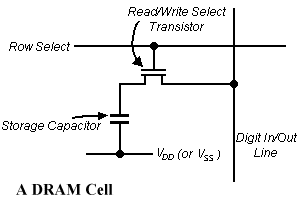 Read/Write Select
Transistor
Row Select
Storage Capacitor
Digit In/Out
Line
VDD (or VSS )
A DRAM Cell